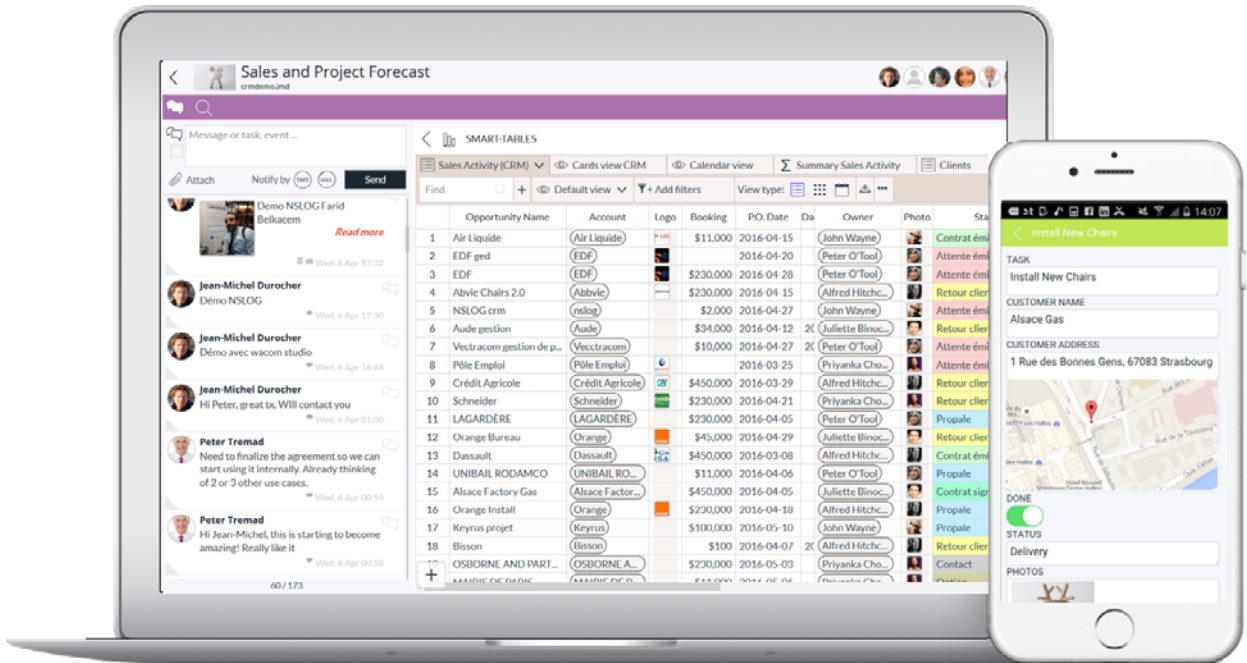 Sales and Project Forecast
crmdemo.jmd
Message or task, event ...
Attach Notify by SMS MAIL Send
Demo NSLOG Farid
Belkacem
Read more
Wed, 6 Apr 17:32
Jean-Michel Durocher
Démo NSLOG
Wed, 6 Apr 17:30
Jean-Michel Durocher
Démo avec wacom studio
Wed, 6 Apr 16:44
Jean-Michel Durocher
Hi Peter, great tx. WIll contact you
Wed, 6 Apr 01:00
Peter Tremad
Need to finalize the agreement so we can
start using it internally. Already thinking
of 2 or 3 other use cases.
Wed, 6 Apr 00:59
Peter Tremad
Hi Jean-Michel, this is starting to become
amazing! Really like it
Wed, 6 Apr 00:58
60 / 173
SMART-TABLES
Sales Activity (CRM) Cards view CRM Calendar view Summary Sales Activity Clients
Find + Default view + Add filters View type:
Opportunity Name Account Logo Booking P.O. Date Da Owner Photo Sta
1 Air Liquide Air Liquide $11,000 2016-04-15 John Wayne Contrat émi
2 EDF ged EDF 2016-04-20 Peter O'Tool Attente émi
3 EDF EDF $230,000 2016-04-28 Peter O'Tool Attente émi
4 Abvie Chairs 2.0 Abbvie $230,000 2016-04-15 Alfred Hitchc... Retour clier
5 NSLOG crm nslog $2,000 2016-04-27 John Wayne Attente émi
6 Aude gestion Aude $34,000 2016-04-12 20 Juliette Binoc... Retour clier
7 Vectracom gestion de p... Vecctracom $10,000 2016-04-27 20 Peter O'Tool Attente émi
8 Pôle Emploi Pôle Emploi 2016-03-25 Priyanka Cho... Attente émi
9 Crédit Agricole Crédit Agricole $450,000 2016-03-29 Alfred Hitchc... Retour clier
10 Schneider Schneider $230,000 2016-04-21 Priyanka Cho... Retour clier
11 LAGARDÈRE LAGARDÈRE $230,000 2016-04-05 Peter O'Tool Propale
12 Orange Bureau Orange $45,000 2016-04-29 Juliette Binoc... Retour clier
13 Dassault Dassault $450,000 2016-03-08 Alfred Hitchc... Contrat émi
14 UNIBAIL RODAMCO UNIBAIL RO... $11,000 2016-04-06 Peter O'Tool Propale
15 Alsace Factory Gas Alsace Factor... $450,000 2016-04-05 Juliette Binoc... Contrat sigr
16 Orange Install Orange $230,000 2016-04-18 Alfred Hitchc... Propale
17 Keyrus projet Keyrus $100,000 2016-05-10 John Wayne Propale
18 Bisson Bisson $100 2016-04-07 20 Alfred Hitchc... Retour clier
OSBORNE AND PART... OSBORNE A... $230,000 2016-05-03 Priyanka Cho... Contact
MAIRIE DE PARIS
14:07
Install New Chairs
TASK
Install New Chairs
CUSTOMER NAME
Alsace Gas
CUSTOMER ADDRESS
1 Rue des Bonnes Gens, 67083 Strasbourg
DONE
STATUS
Delivery
PHOTOS